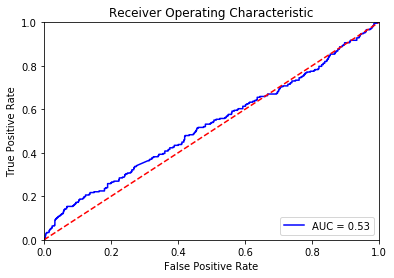 Receiver Operating Characteristic
1.0
0.8
0.6
0.4
0.2
0.0
True Positive Rate
AUC = 0.53
0.0 0.2 0.4 0.6 0.8 1.0
False Positive Rate